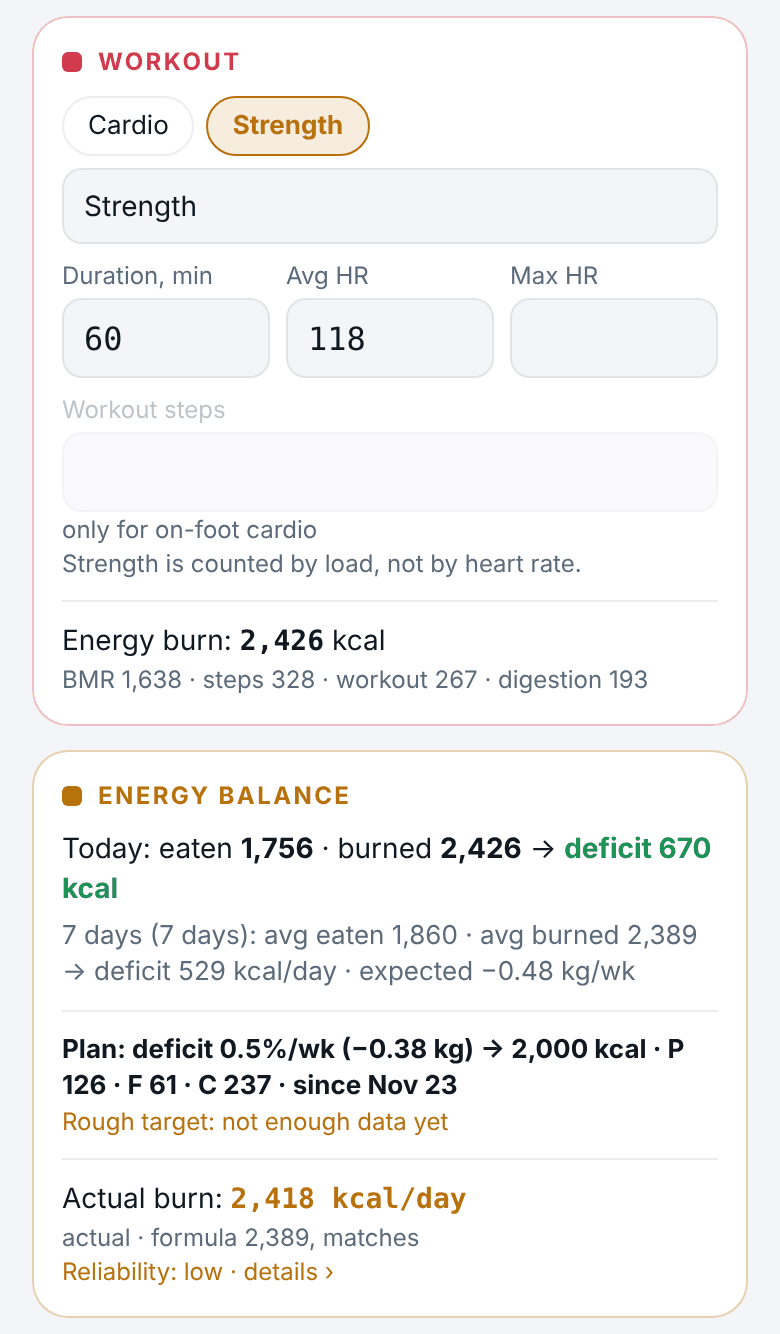 WORKOUT
Cardio Strength
Strength
Duration, min Avg HR Max HR
60 118
Workout steps
only for on-foot cardio
Strength is counted by load, not by heart rate.
Energy burn: 2,426 kcal
BMR 1,638 · steps 328 · workout 267 · digestion 193
ENERGY BALANCE
Today: eaten 1,756 · burned 2,426 → deficit 670
kcal
7 days (7 days): avg eaten 1,860 · avg burned 2,389
→ deficit 529 kcal/day · expected −0.48 kg/wk
Plan: deficit 0.5%/wk (−0.38 kg) → 2,000 kcal · P
126 · F 61 · C 237 · since Nov 23
Rough target: not enough data yet
Actual burn: 2,418 kcal/day
actual · formula 2,389, matches
Reliability: low · details ›